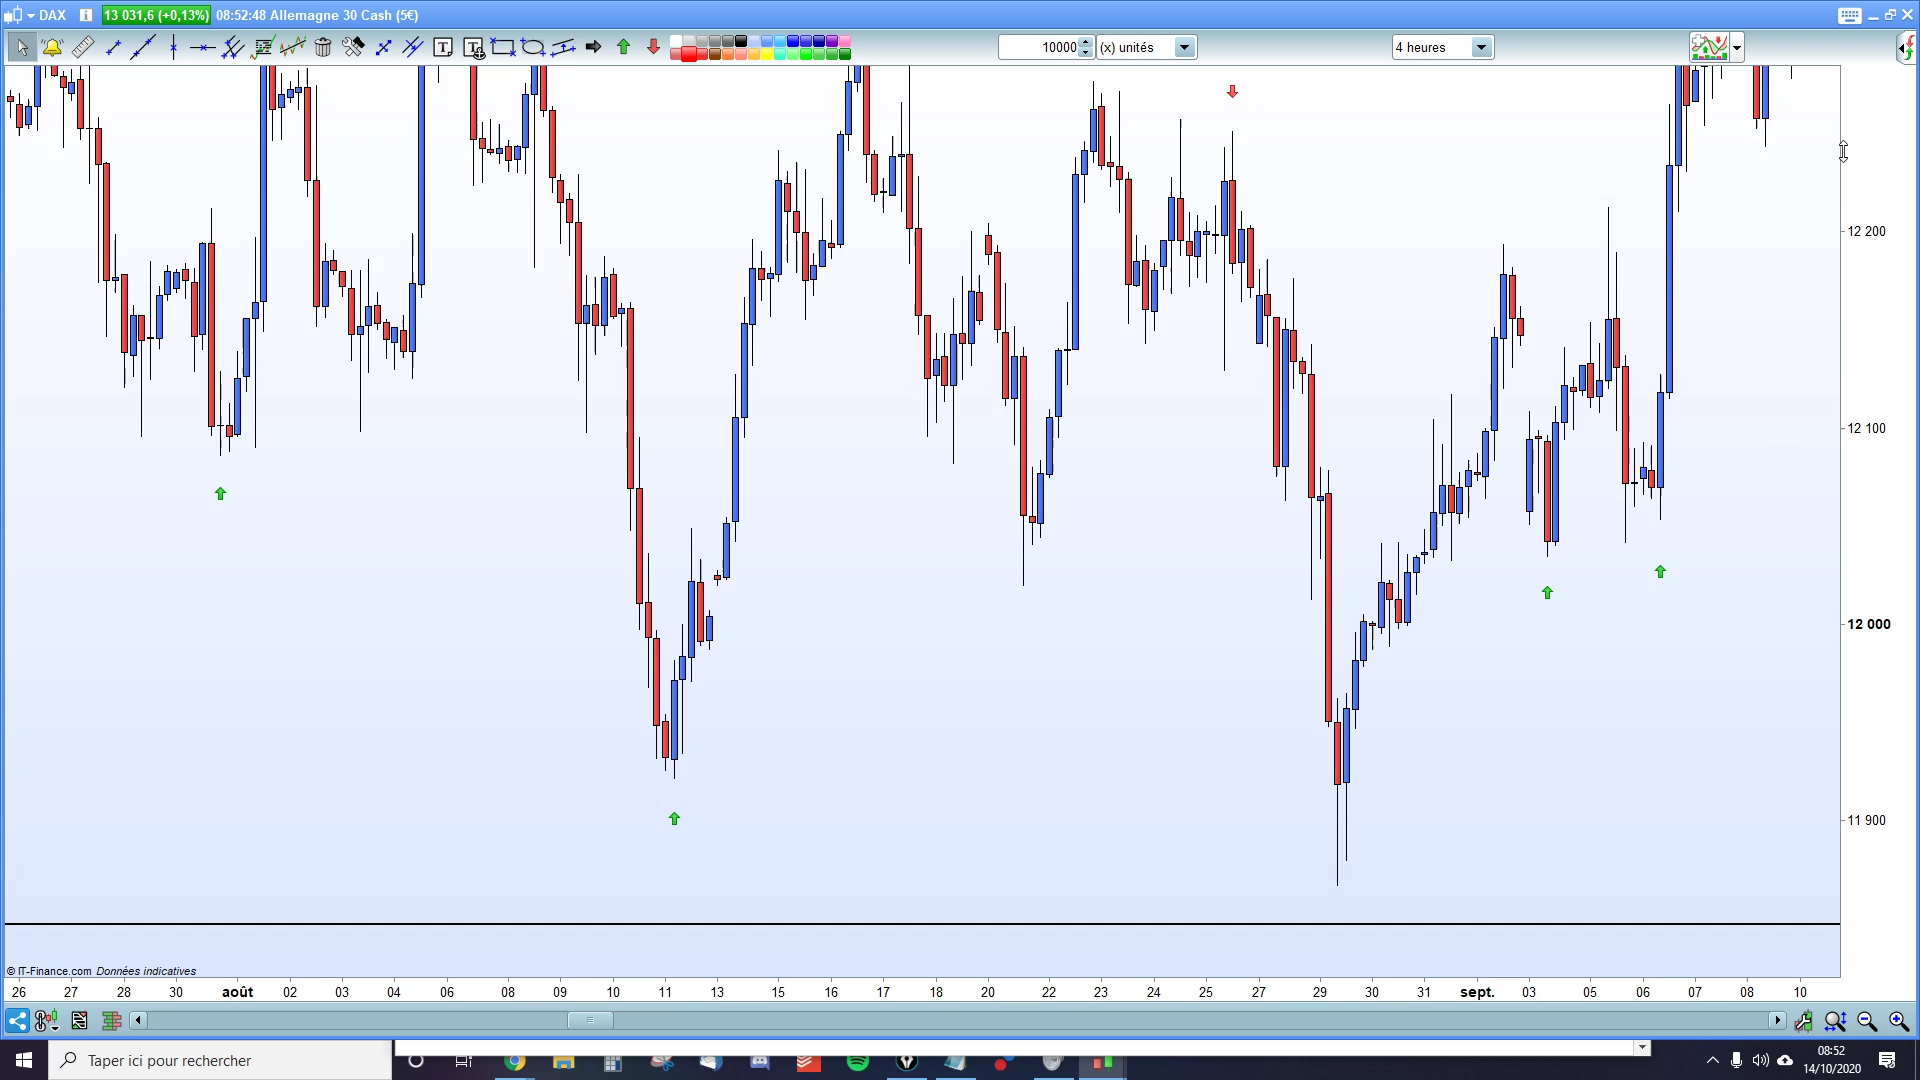 DAX 13 031,6 (+0,13%) 08:52:48 Allemagne 30 Cash (5€)
10000 (x) unités 4 heures
12 200
12 100
12 000
11 900
© IT-Finance.com Données indicatives
26 27 28 30 août 02 03 04 06 08 09 10 11 13 15 16 17 18 20 22 23 24 25 27 29 30 31 sept. 03 05 06 07 08 10
Taper ici pour rechercher
08:52
14/10/2020